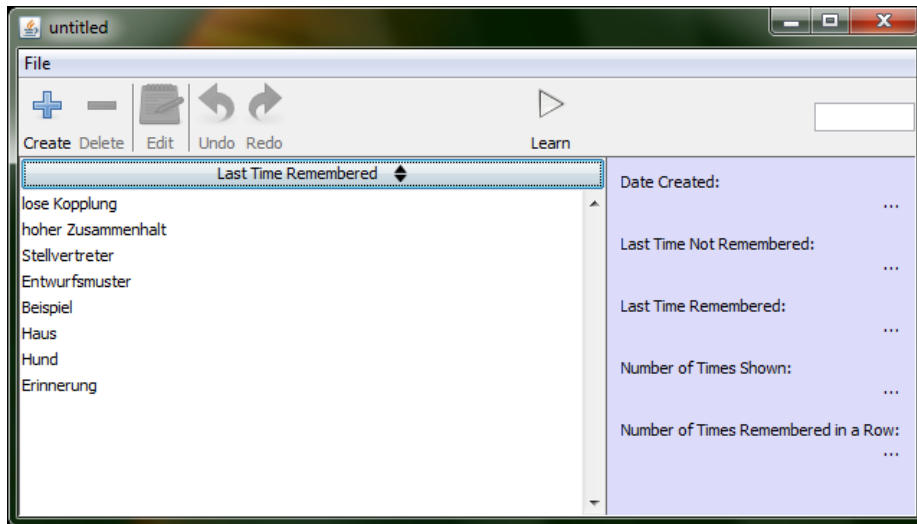 untitled
File
Create Delete Edit Undo Redo Learn
Last Time Remembered
lose Kopplung
hoher Zusammenhalt
Stellvertreter
Entwurfsmuster
Beispiel
Haus
Hund
Erinnerung
Date Created:
...
Last Time Not Remembered:
...
Last Time Remembered:
...
Number of Times Shown:
...
Number of Times Remembered in a Row:
...